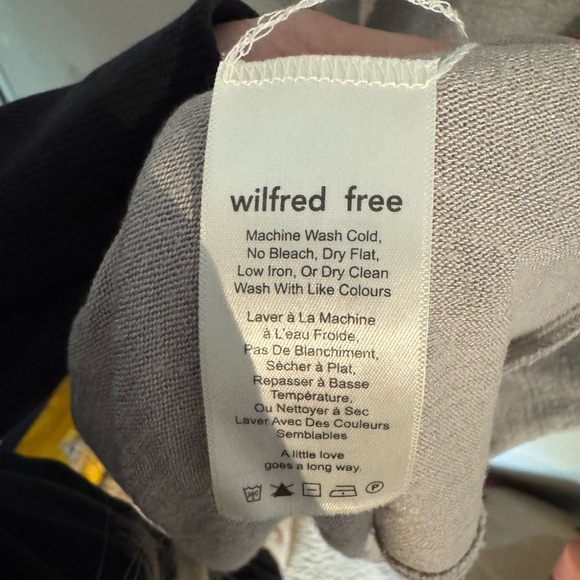 wilfred free
Machine Wash Cold,
No Bleach, Dry Flat,
Low Iron, Or Dry Clean
Wash With Like Colours
Laver à La Machine
à L'eau Froide,
Pas De Blanchiment,
Sécher à Plat,
Repasser à Basse
Température,
Ou Nettoyer à Sec
Laver Avec Des Couleurs
Semblables
A little love
goes a long way.
30C P